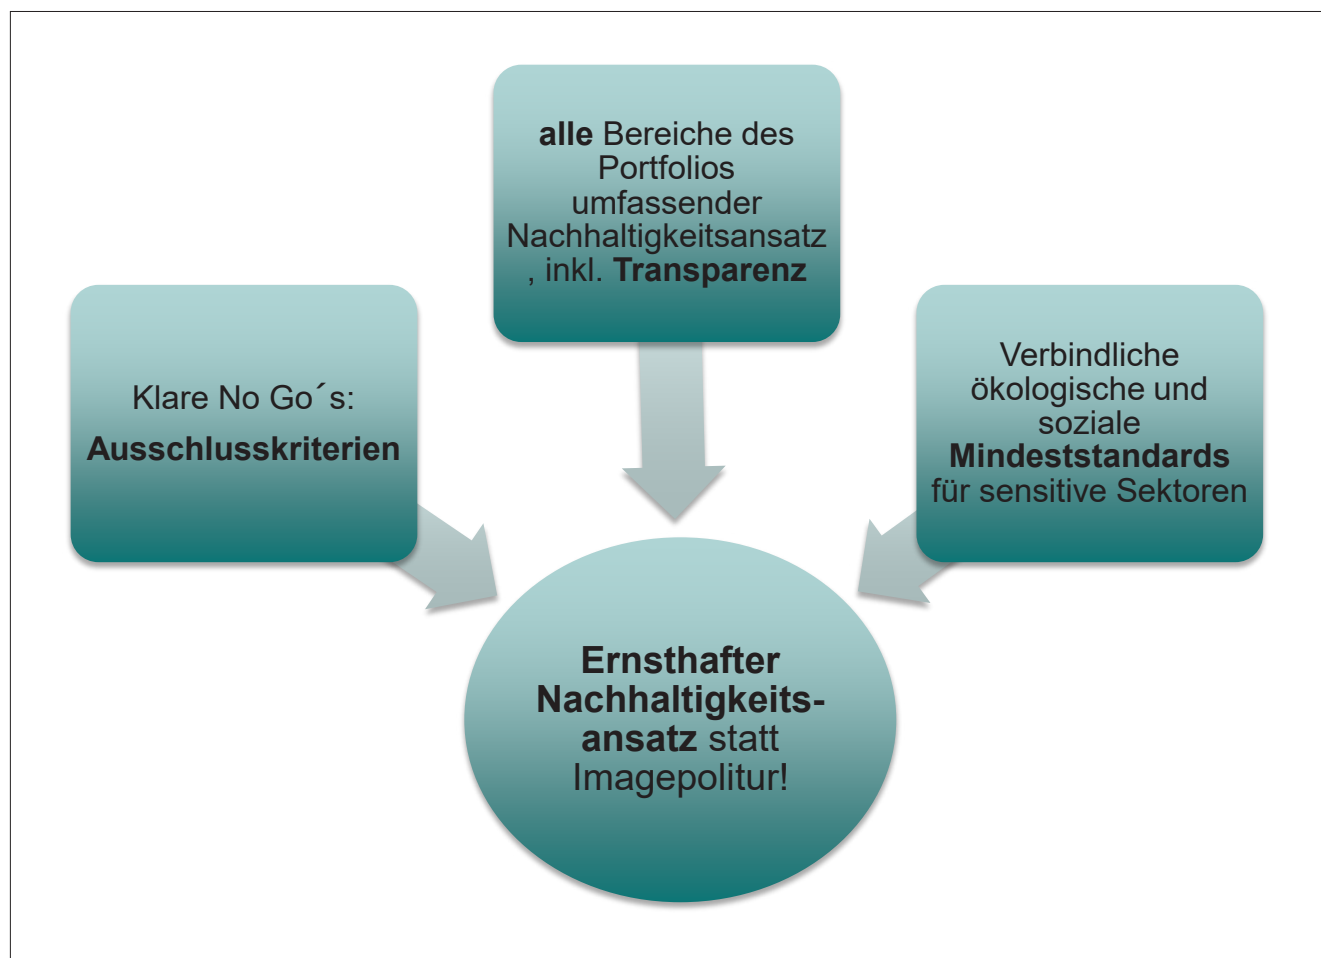 alle Bereiche des
Portfolios
umfassender
Nachhaltigkeitsansatz
, inkl. Transparenz
Klare No Go´s:
Ausschlusskriterien
Verbindliche
ökologische und
soziale
Mindeststandards
für sensitive Sektoren
Ernsthafter
Nachhaltigkeits-
ansatz statt
Imagepolitur!